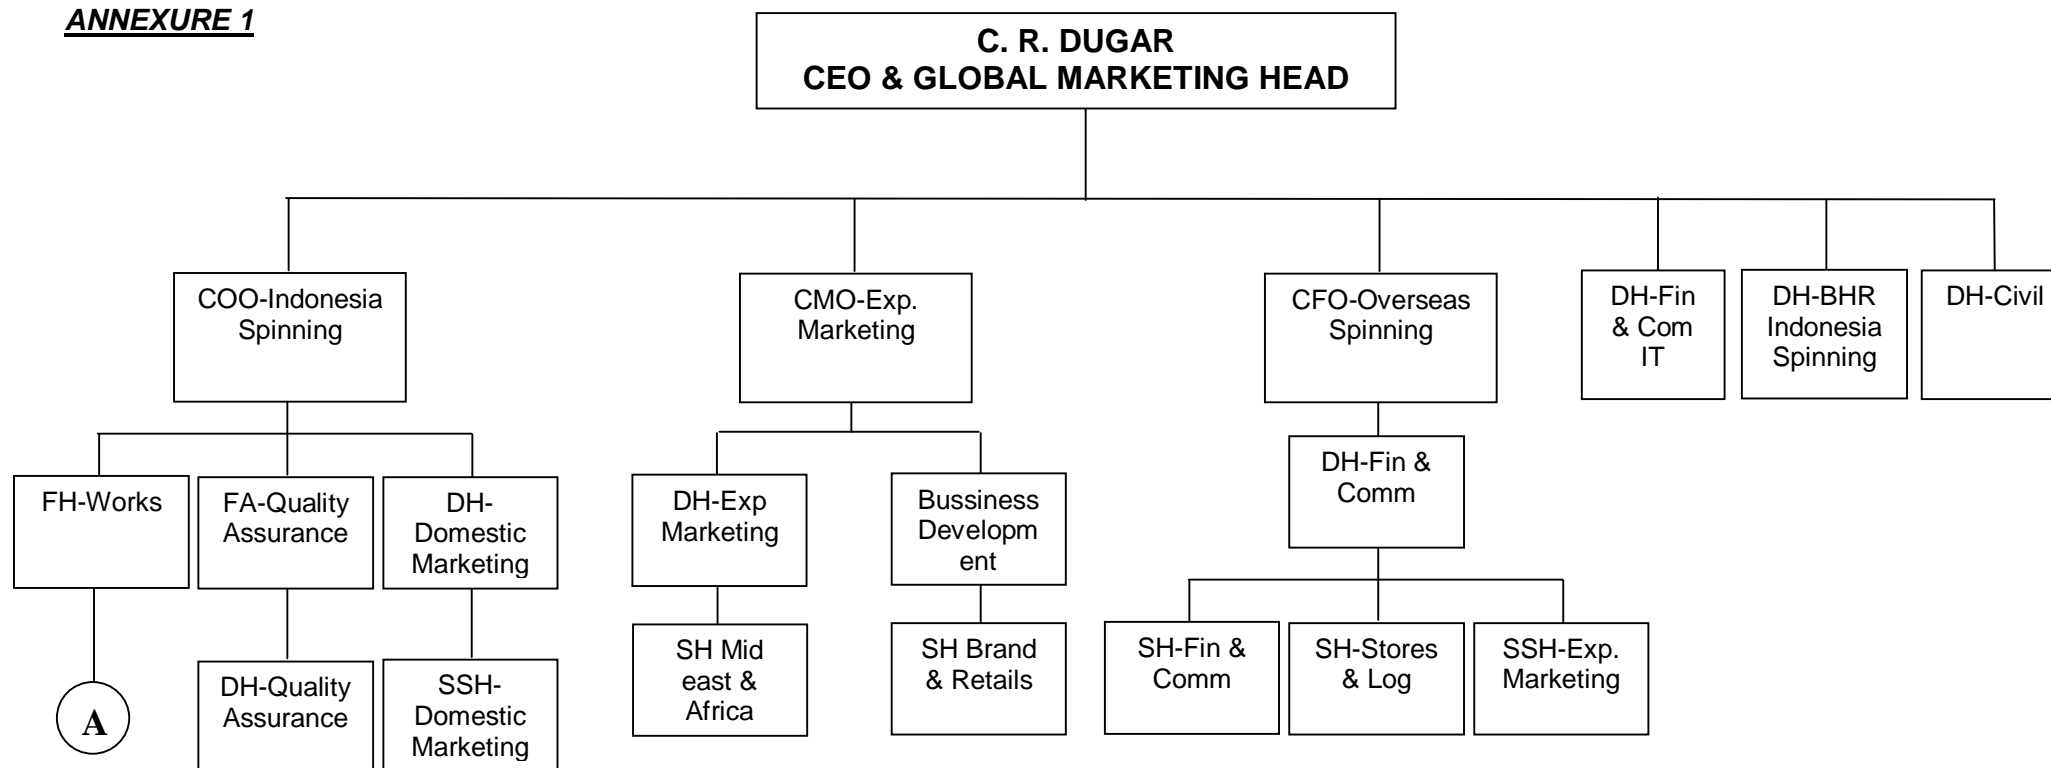 ANNEXURE 1
C. R. DUGAR
CEO & GLOBAL MARKETING HEAD
COO-Indonesia
Spinning
CMO-Exp.
Marketing
CFO-Overseas
Spinning
DH-Fin
& Com
IT
DH-BHR
Indonesia
Spinning
DH-Civil
FH-Works
FA-Quality
Assurance
DH-
Domestic
Marketing
DH-Exp
Marketing
Bussiness
Developm
ent
DH-Fin &
Comm
A
DH-Quality
Assurance
SSH-
Domestic
Marketing
SH Mid
east &
Africa
SH Brand
& Retails
SH-Fin &
Comm
SH-Stores
& Log
SSH-Exp.
Marketing